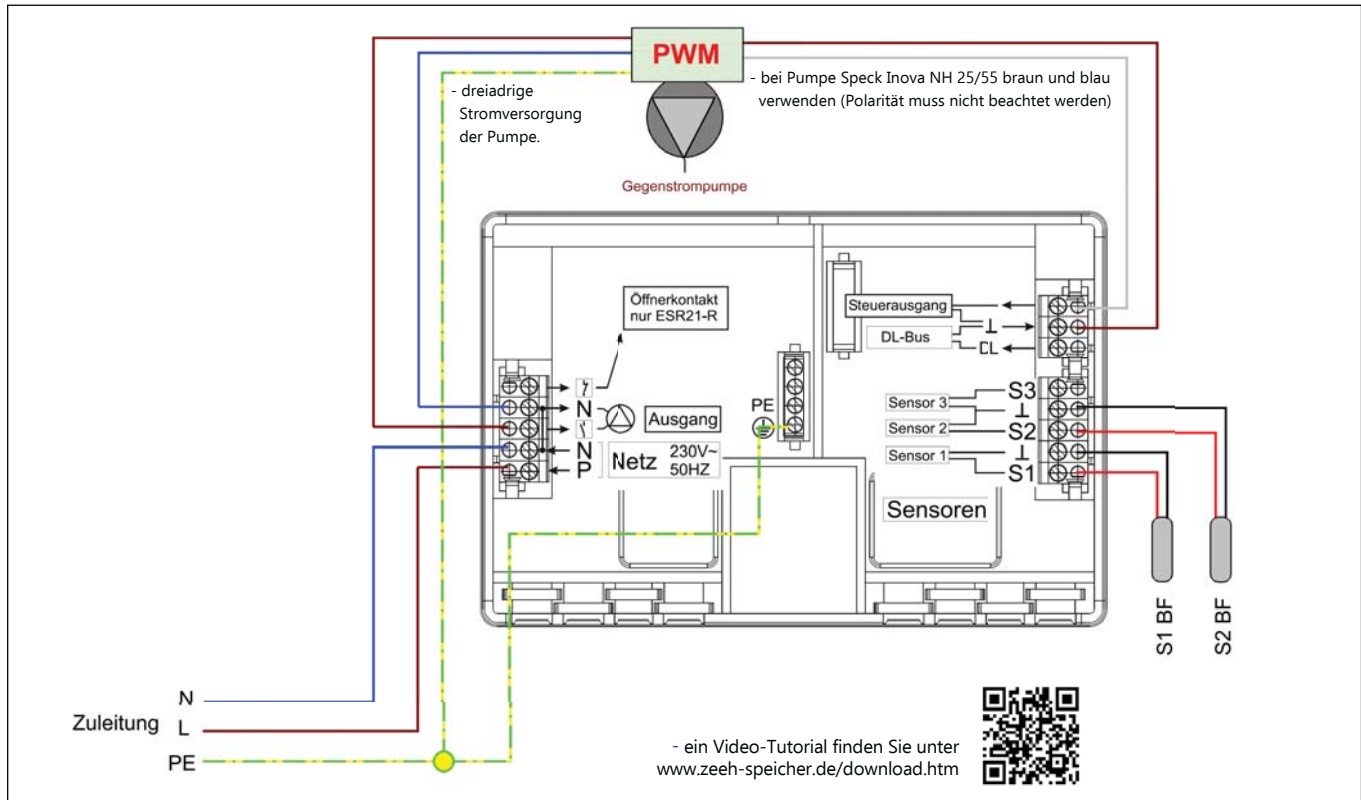 PWM
- dreiadrige
Stromversorgung
der Pumpe.
- bei Pumpe Speck Inova NH 25/55 braun und blau
verwenden (Polarität muss nicht beachtet werden)
Gegenstrompumpe
Öffnerkontakt
nur ESR21-R
Steuerausgang
DL-Bus
DL
N
Ausgang
PE
N
P
Netz
230V~
50HZ
Sensor 3
Sensor 2
Sensor 1
S3
S2
S1
Sensoren
S1 BF
S2 BF
Zuleitung
N
L
PE
- ein Video-Tutorial finden Sie unter
www.zeeh-speicher.de/download.htm